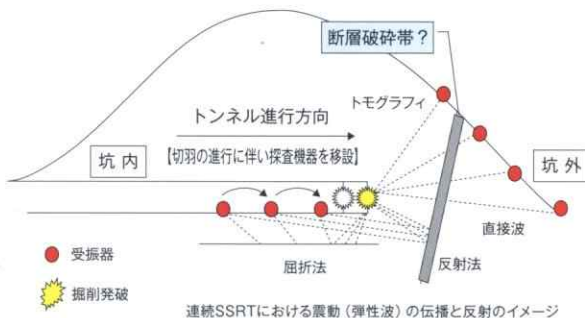 断層破砕帯？
トモグラフィ
トンネル進行方向
【切羽の進行に伴い探査機器を移設】
坑内
坑外
直接波
反射法
屈折法
受振器
掘削発破
連続SSRTにおける震動（弾性波）の伝播と反射のイメージ